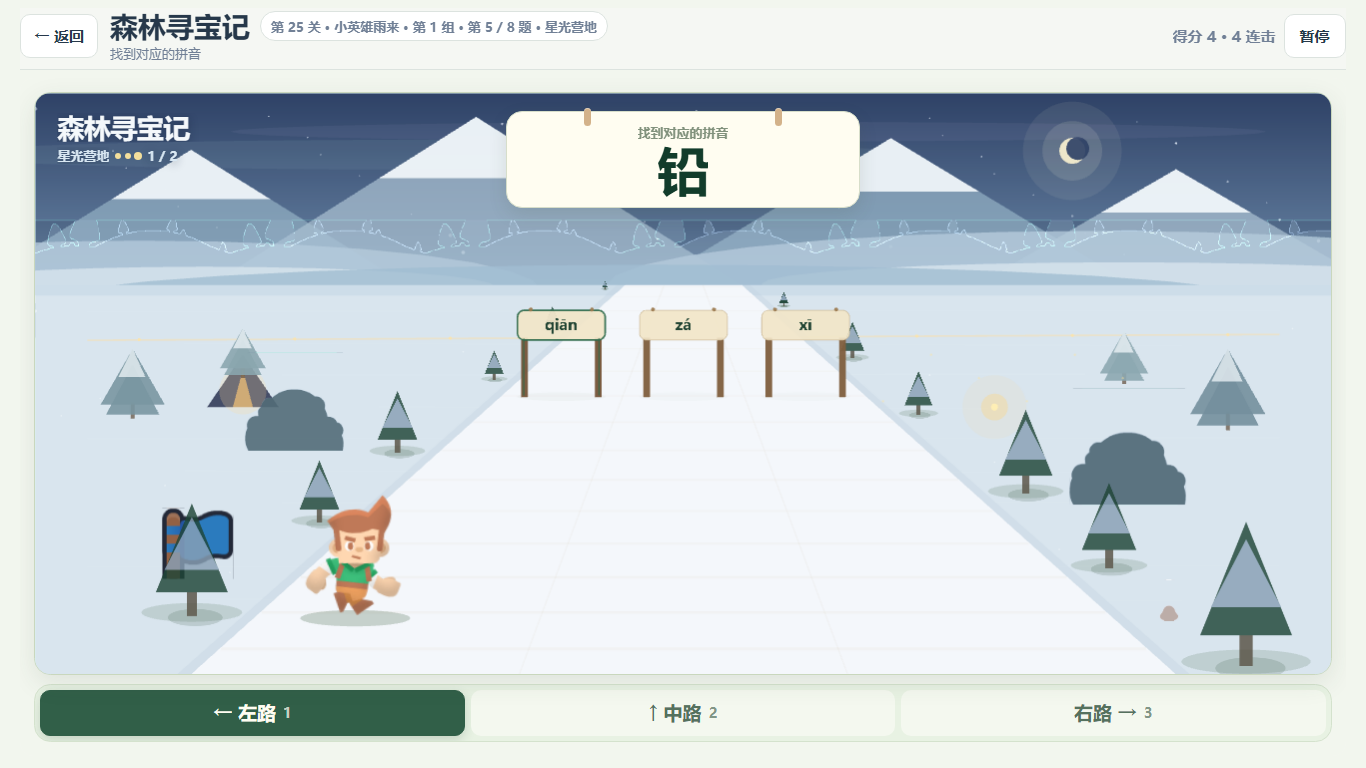 ← 返回
森林寻宝记
第 25 关 • 小英雄雨来 • 第 1 组 • 第 5 / 8 题 • 星光营地
找到对应的拼音
得分 4 • 4 连击
暂停
森林寻宝记
星光营地 1 / 2
找到对应的拼音
铅
qiān
zá
xī
← 左路 1
↑ 中路 2
右路 → 3